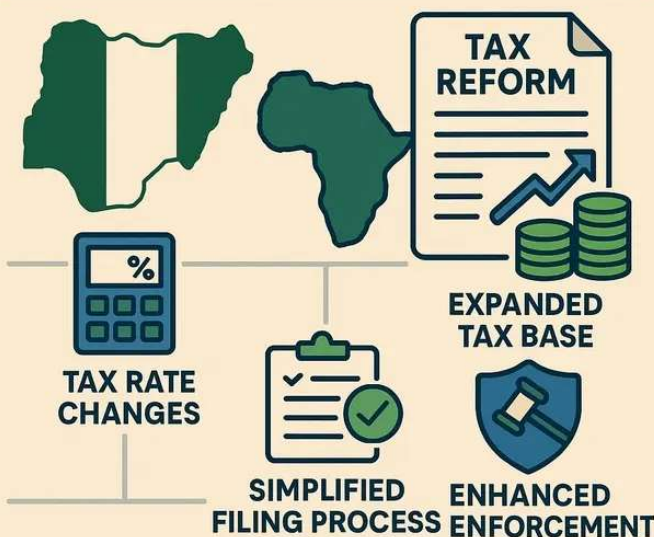 TAX
REFORM
%
EXPANDED
TAX BASE
TAX RATE
CHANGES
SIMPLIFIED
FILING PROCESS
ENHANCED
ENFORCEMENT